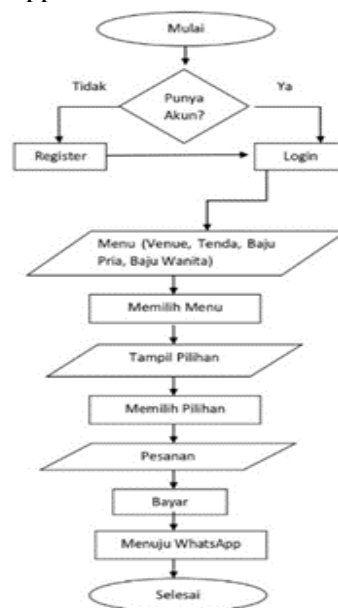 Mulai
Tidak
Ya
Punya
Akun?
Register
Login
Menu (Venue, Tenda, Baju
Pria, Baju Wanita)
Memilih Menu
Tampil Pilihan
Memilih Pilihan
Pesanan
Bayar
Menuju WhatsApp
Selesai